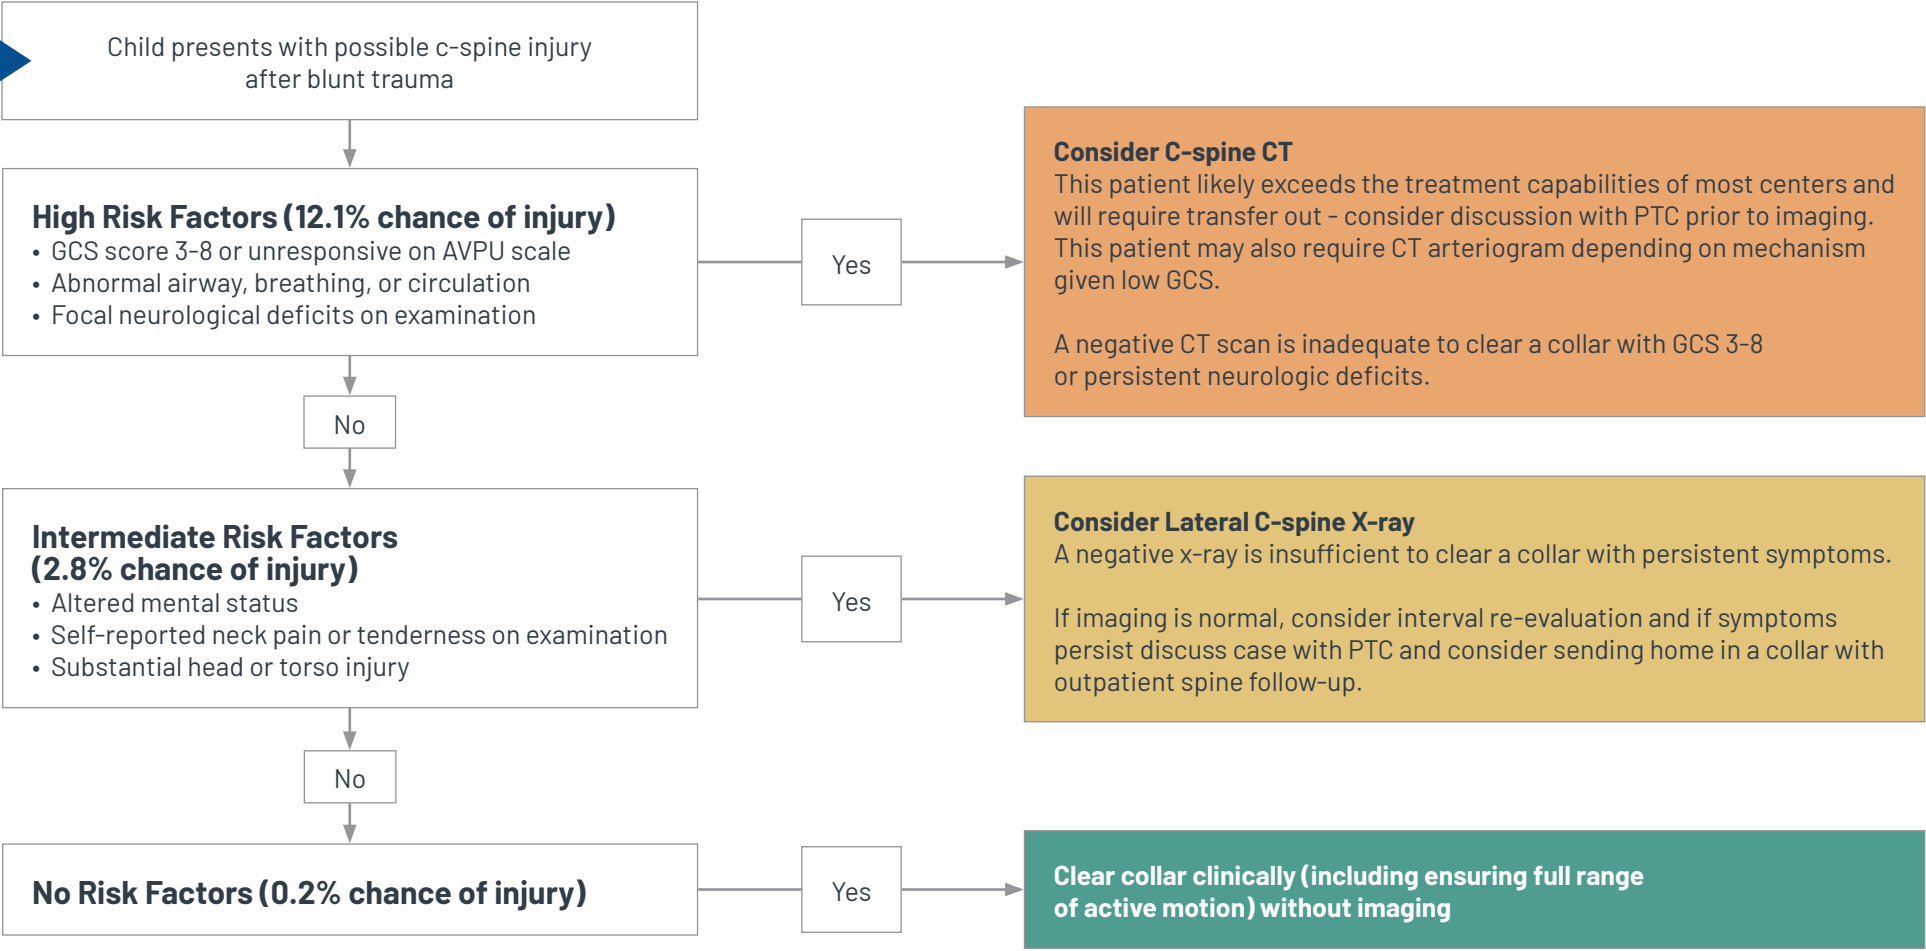 Child presents with possible c-spine injury
after blunt trauma
High Risk Factors (12.1% chance of injury)
• GCS score 3-8 or unresponsive on AVPU scale
• Abnormal airway, breathing, or circulation
• Focal neurological deficits on examination
Yes
Consider C-spine CT
This patient likely exceeds the treatment capabilities of most centers and
will require transfer out - consider discussion with PTC prior to imaging.
This patient may also require CT arteriogram depending on mechanism
given low GCS.
A negative CT scan is inadequate to clear a collar with GCS 3-8
or persistent neurologic deficits.
No
Intermediate Risk Factors
(2.8% chance of injury)
• Altered mental status
• Self-reported neck pain or tenderness on examination
• Substantial head or torso injury
Yes
Consider Lateral C-spine X-ray
A negative x-ray is insufficient to clear a collar with persistent symptoms.
If imaging is normal, consider interval re-evaluation and if symptoms
persist discuss case with PTC and consider sending home in a collar with
outpatient spine follow-up.
No
No Risk Factors (0.2% chance of injury)
Yes
Clear collar clinically (including ensuring full range
of active motion) without imaging